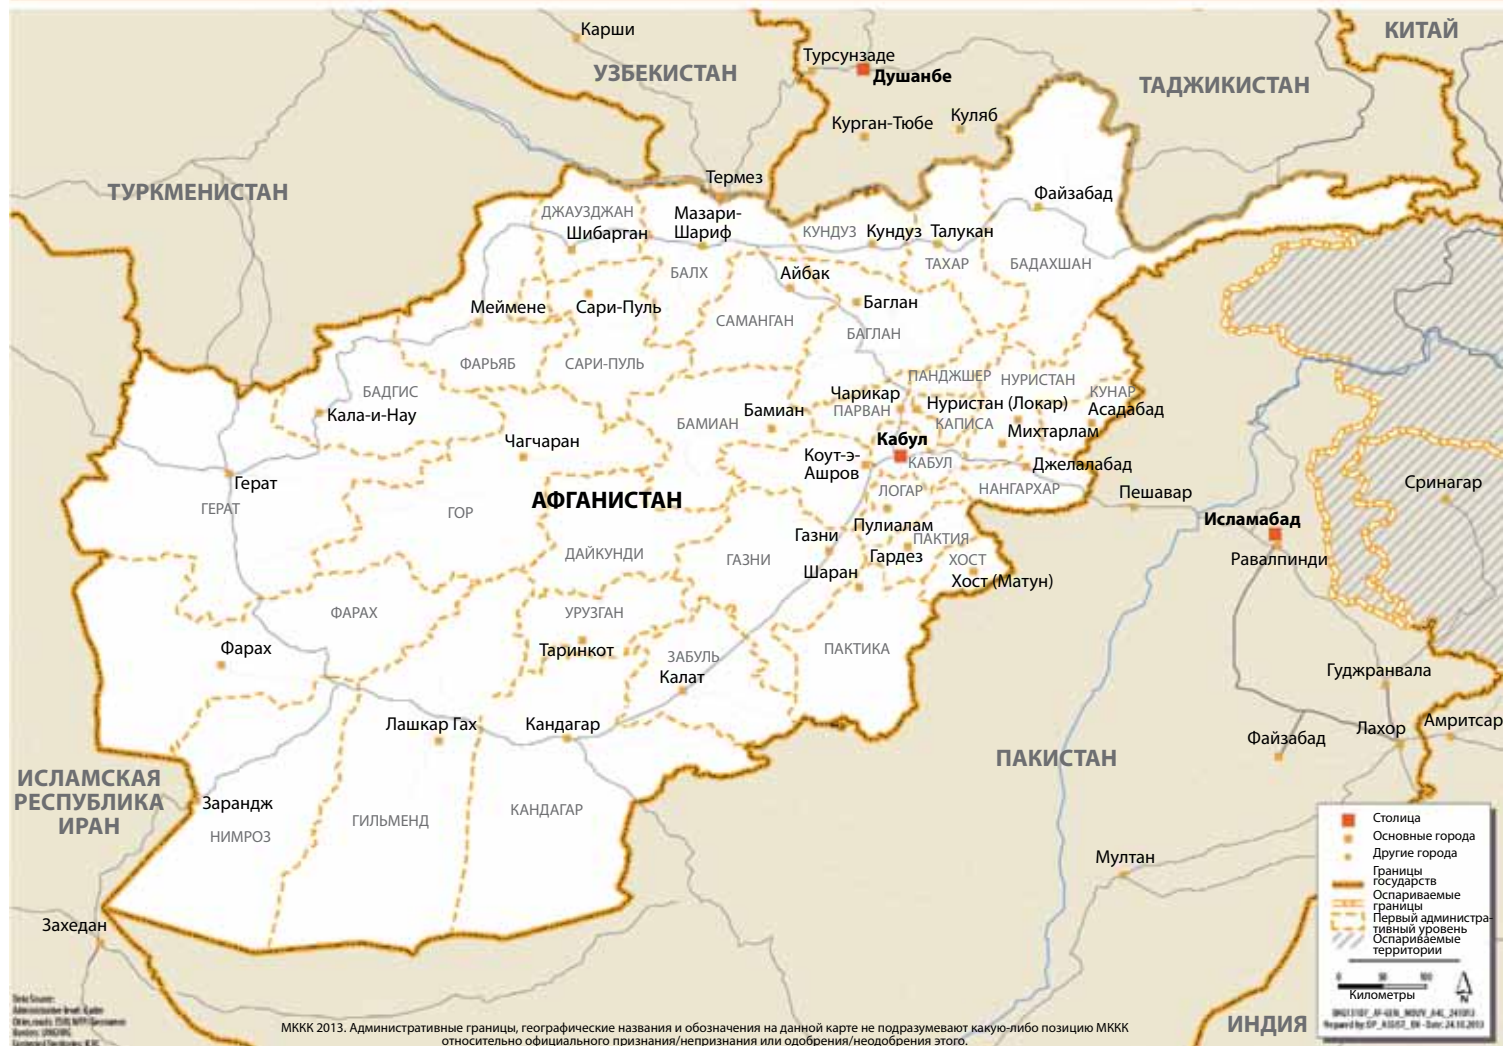 Карши
КИТАЙ
УЗБЕКИСТАН
Турсунзаде
Душанбе
ТАДЖИКИСТАН
Курган-Тюбе
Куляб
ТУРКМЕНИСТАН
Термез
Файзабад
ДЖАУЗДЖАН
Шибарган
Мазари-
Шариф
КУНДУЗ
Кундуз
Талукан
БАЛХ
Айбак
ТАХАР
БАДАХШАН
Меймене
Сари-Пуль
Баглан
САМАНГАН
БАГЛАН
ФАРЬЯБ
САРИ-ПУЛЬ
ПАНДЖШЕР
НУРИСТАН
БАДГИС
Кала-и-Нау
Чарикар
ПАРВАН
Нуристан (Локар)
КУНАР
Асадабад
БАМИАН
Бамиан
КАПИСА
Михтарлам
Чагчаран
Кабул
КАБУЛ
Коут-э-
Ашров
Джелалабад
Герат
ГЕРАТ
АФГАНИСТАН
ЛОГАР
НАНГАРХАР
Пешавар
Сринагар
ГОР
Исламабад
Равалпинди
Газни
Пулиалам
ПАКТИЯ
ДАЙКУНДИ
ГАЗНИ
Гардез
ХОСТ
Шаран
Хост (Матун)
ФАРАХ
УРУЗГАН
Фарах
Таринкот
ЗАБУЛЬ
Калат
ПАКТИКА
Гуджранвала
Лашкар Гах
Кандагар
Файзабад
Лахор
Амритсар
ИСЛАМСКАЯ
РЕСПУБЛИКА
ИРАН
ПАКИСТАН
Зарандж
НИМРОЗ
ГИЛЬМЕНД
КАНДАГАР
Мултан
Захедан
ИНДИЯ
Столица
Основные города
Другие города
Границы
государств
Оспариваемые
границы
Первый администра-
тивный уровень
Оспариваемые
территории
0 50 100
Километры
N
МККК 2013. Административные границы, географические названия и обозначения на данной карте не подразумевают какую-либо позицию МККК
относительно официального признания/непризнания или одобрения/неодобрения этого.